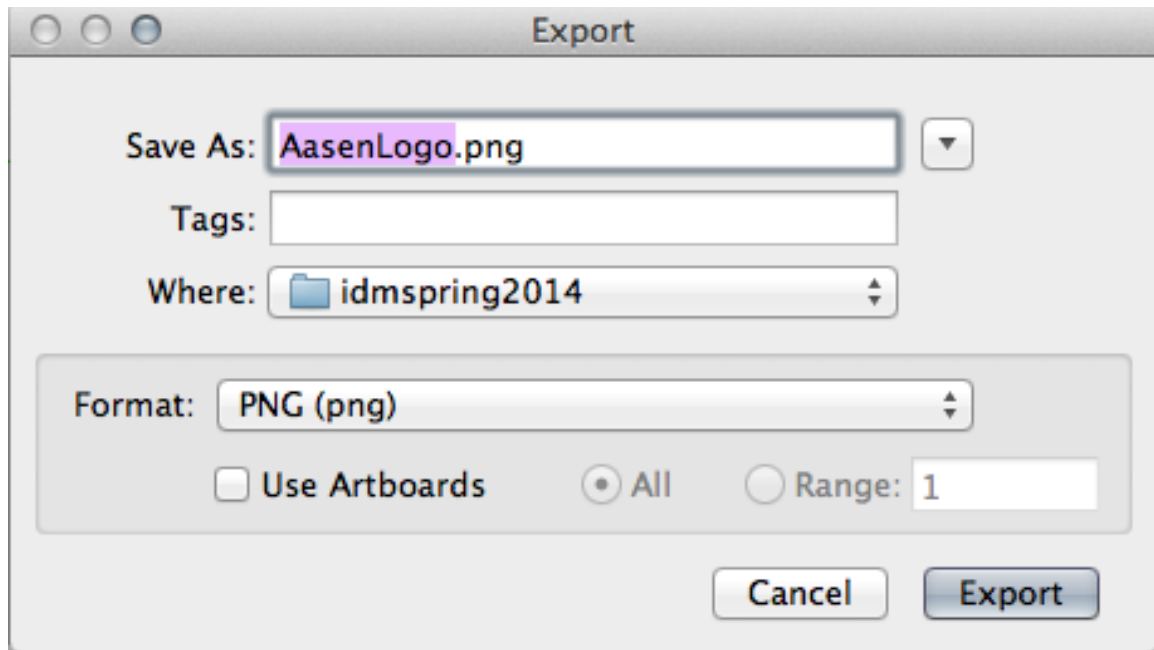 Export
Save As: AasenLogo.png
Tags:
Where: idmspring2014
Format: PNG (png)
Use Artboards All Range: 1
Cancel Export